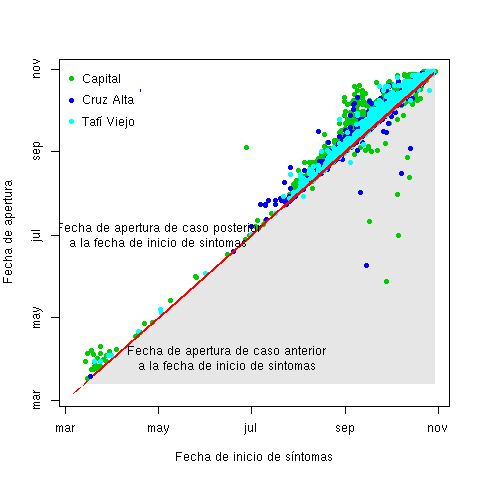 Capital
Cruz Alta
Tafí Viejo
Fecha de apertura de caso posterior
a la fecha de inicio de sintomas
Fecha de apertura de caso anterior
a la fecha de inicio de sintomas
Fecha de apertura
mar
may
jul
sep
nov
mar
may
jul
sep
nov
Fecha de inicio de síntomas